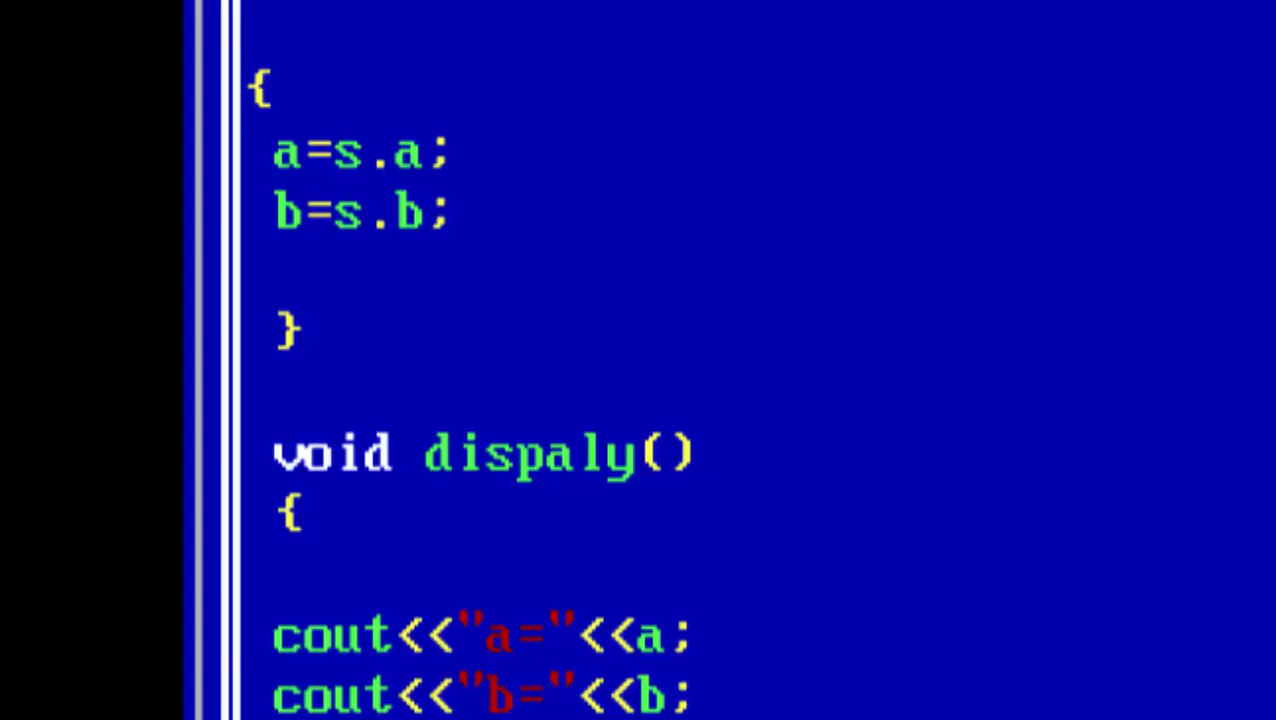 {
a=s.a;
b=s.b;
}
void dispaly()
{
cout<<"a="<<a;
cout<<"b="<<b;